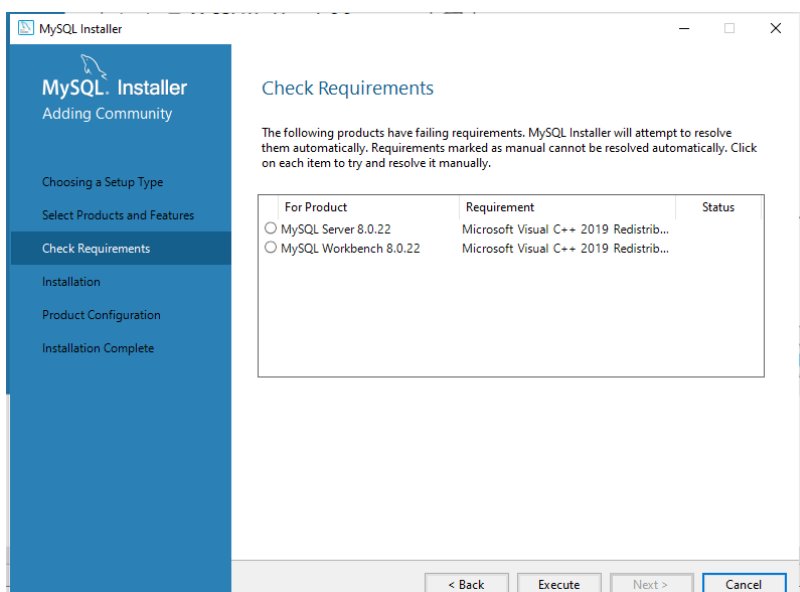 MySQL Installer
MySQL. Installer
Adding Community
Choosing a Setup Type
Select Products and Features
Check Requirements
Installation
Product Configuration
Installation Complete
Check Requirements
The following products have failing requirements. MySQL Installer will attempt to resolve
them automatically. Requirements marked as manual cannot be resolved automatically. Click
on each item to try and resolve it manually.
For Product Requirement Status
MySQL Server 8.0.22 Microsoft Visual C++ 2019 Redistrib...
MySQL Workbench 8.0.22 Microsoft Visual C++ 2019 Redistrib...
< Back Execute Next > Cancel